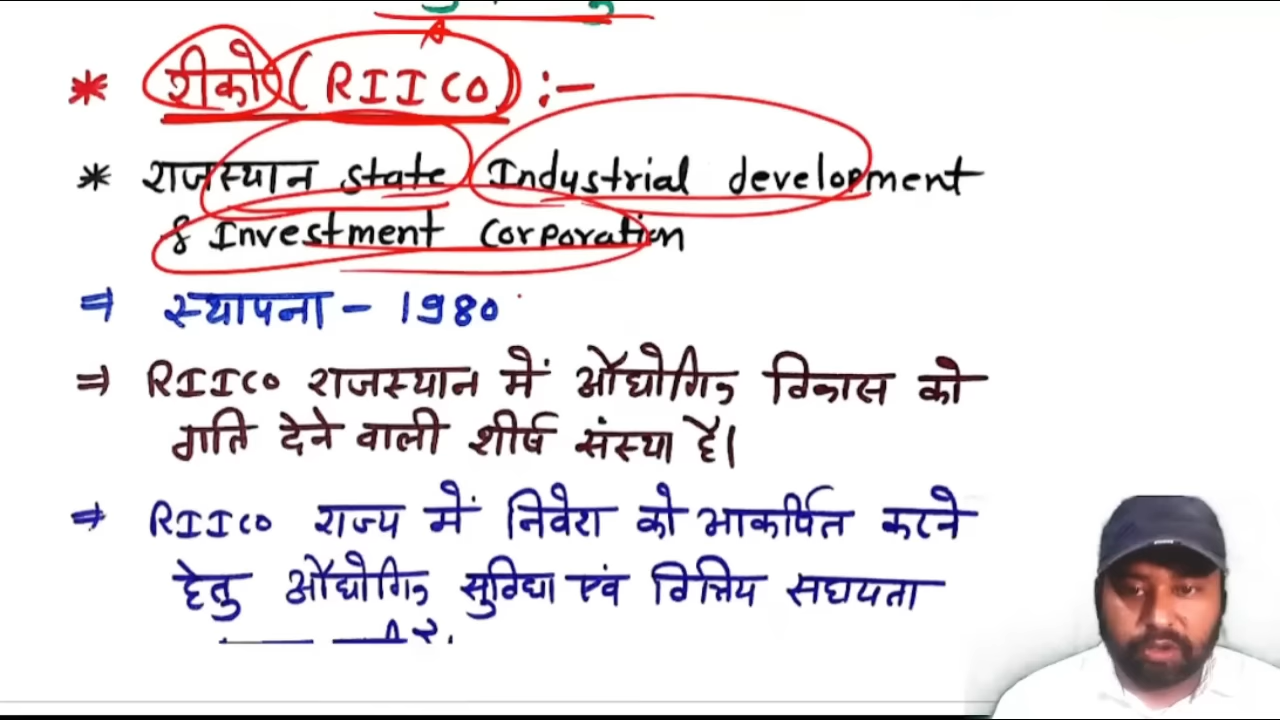 * रीको (RIICO) :-
* राजस्थान state Industrial development
& Investment Corporation
⇒ स्थापना - 1980
⇒ RIICO राजस्थान में औद्योगिक विकास को
गति देने वाली शीर्ष संस्था है।
⇒ RIICO राज्य में निवेश को आकर्षित करने
हेतु औद्योगिक सुविधा एवं वित्तिय सहायता